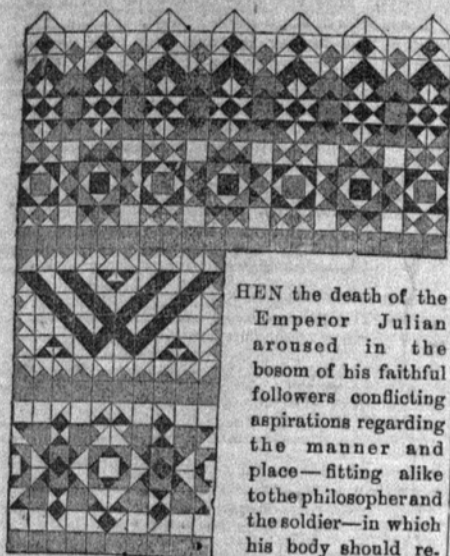 HEN the death of the
Emperor Julian
aroused in the
bosom of his faithful
followers conflicting
aspirations regarding
the manner and
place—fitting alike
to the philosopher and
the soldier—in which
his body should re-